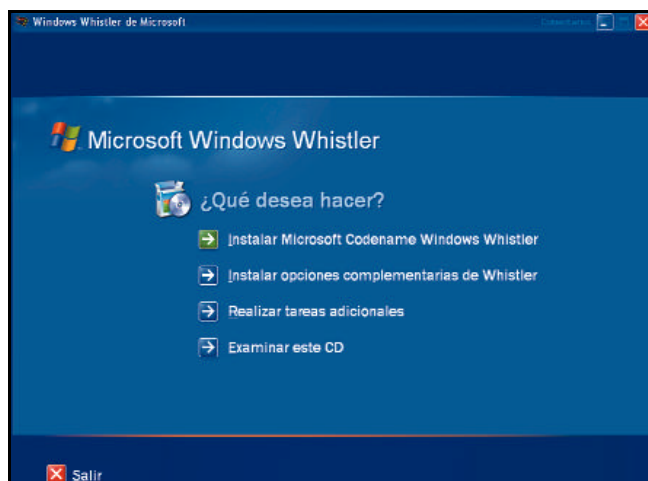 Windows Whistler de Microsoft
Comentarios
Microsoft Windows Whistler
¿Qué desea hacer?
Instalar Microsoft Codename Windows Whistler
Instalar opciones complementarias de Whistler
Realizar tareas adicionales
Examinar este CD
Salir